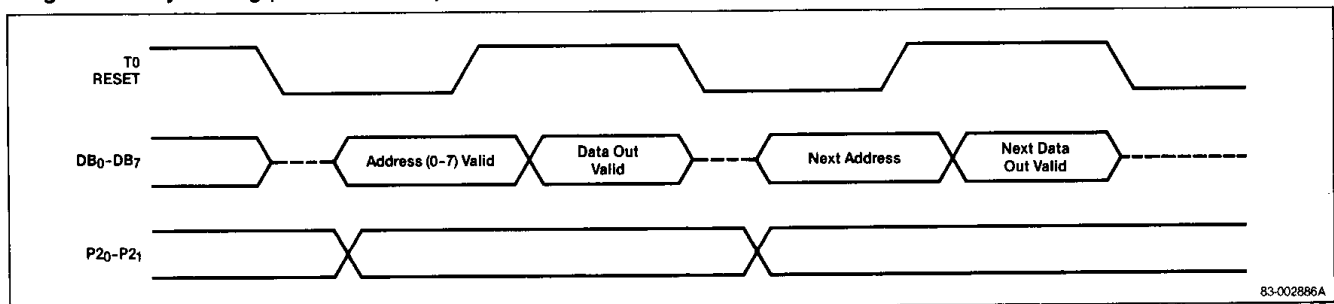 T0
RESET
DB0-DB7
Address (0-7) Valid
Data Out
Valid
Next Address
Next Data
Out Valid
P20-P21
83-002886A